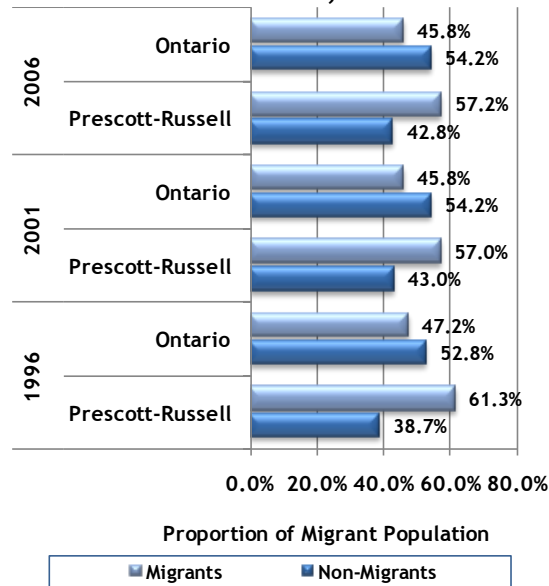 2006
Ontario
45.8%
54.2%
Prescott-Russell
57.2%
42.8%
2001
Ontario
45.8%
54.2%
Prescott-Russell
57.0%
43.0%
1996
Ontario
47.2%
52.8%
Prescott-Russell
61.3%
38.7%
0.0% 20.0% 40.0% 60.0% 80.0%
Proportion of Migrant Population
Migrants Non-Migrants